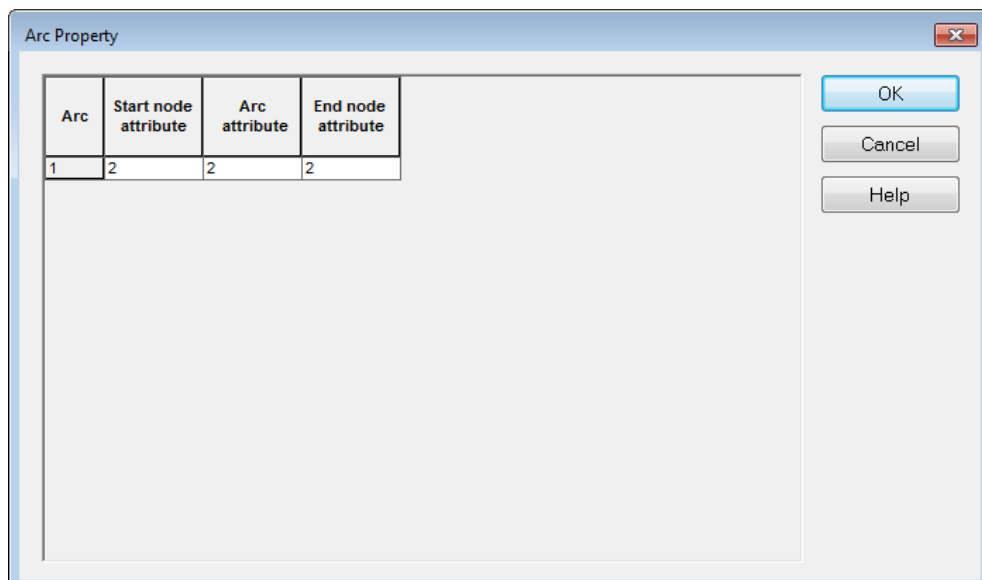 Arc Property
Arc Start node attribute Arc attribute End node attribute
1 2 2 2
OK
Cancel
Help